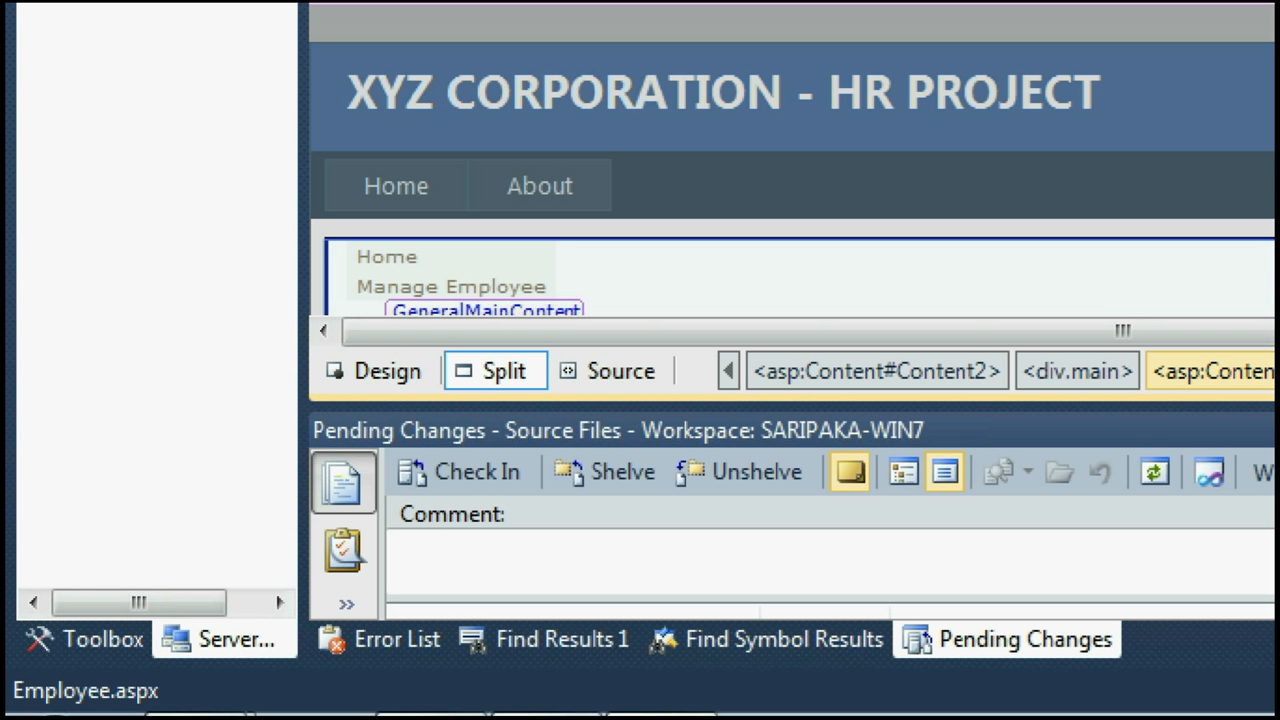 XYZ CORPORATION - HR PROJECT
Home About
Home
Manage Employee
GeneralMainContent
Design Split Source <asp:Content#Content2> <div.main> <asp:Conten
Pending Changes - Source Files - Workspace: SARIPAKA-WIN7
Check In Shelve Unshelve W
Comment:
Toolbox Server... Error List Find Results 1 Find Symbol Results Pending Changes
Employee.aspx